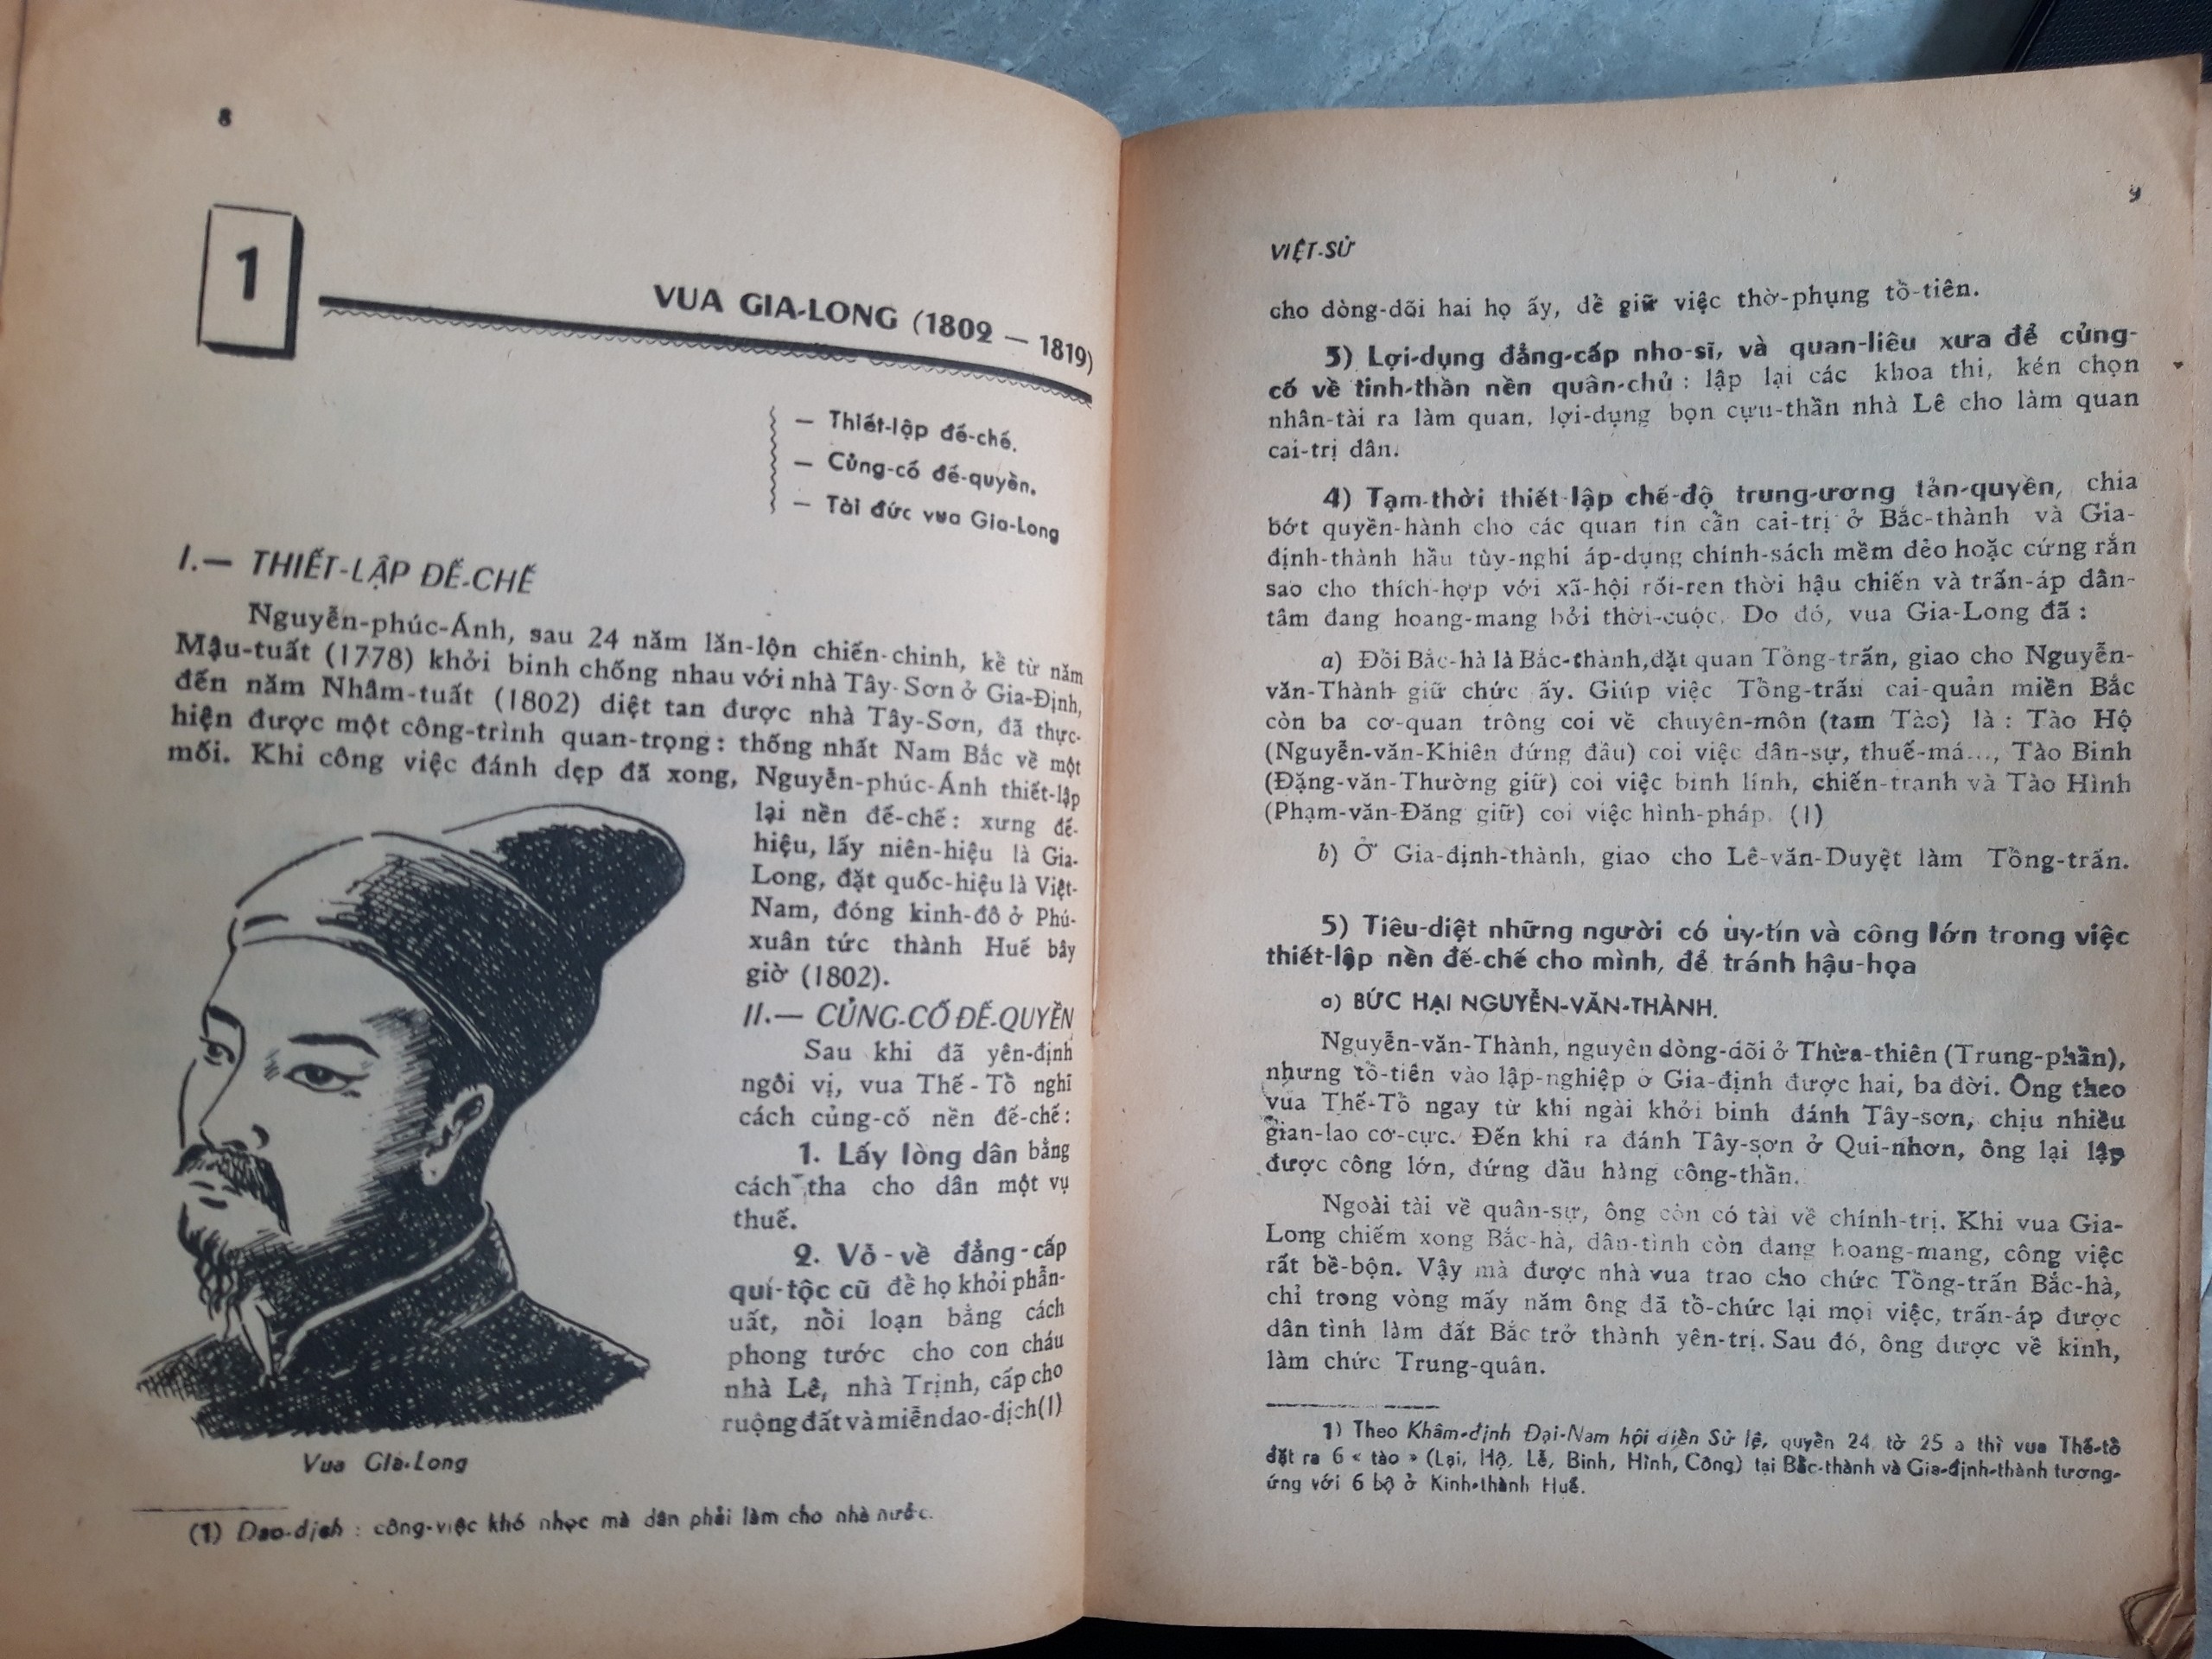 8
1
VUA GIA-LONG (1802 — 1819)
— Thiết-lập đế-chế.
— Củng-cố đế-quyền.
— Tài đức vua Gia-Long
I.— THIẾT-LẬP ĐẾ-CHẾ
Nguyễn-phúc-Ánh, sau 24 năm lăn-lộn chiến-chinh, kể từ năm
Mậu-tuất (1778) khởi binh chống nhau với nhà Tây-Sơn ở Gia-Định,
đến năm Nhâm-tuất (1802) diệt tan được nhà Tây-Sơn, đã thực-
hiện được một công-trình quan-trọng : thống nhất Nam Bắc về một
mối. Khi công việc đánh dẹp đã xong, Nguyễn-phúc-Ánh thiết-lập
lại nền đế-chế : xưng đế-
hiệu, lấy niên-hiệu là Gia-
Long, đặt quốc-hiệu là Việt-
Nam, đóng kinh-đô ở Phú-
xuân tức thành Huế bây
giờ (1802).
II.— CỦNG-CỐ ĐẾ-QUYỀN
Sau khi đã yên-định
ngôi vị, vua Thế-Tổ nghĩ
cách củng-cố nền đế-chế :
1. Lấy lòng dân bằng
cách tha cho dân một vụ
thuế.
2. Vỗ-về đẳng-cấp
quí-tộc cũ để họ khỏi phẫn-
uất, nổi loạn bằng cách
phong tước cho con cháu
nhà Lê, nhà Trịnh, cấp cho
ruộng đất và miễn dao-dịch(1)
Vua Gia-Long
(1) Dao-dịch : công-việc khó nhọc mà dân phải làm cho nhà nước.
9
VIỆT-SỬ
cho dòng-dõi hai họ ấy, để giữ việc thờ-phụng tổ-tiên.
3) Lợi-dụng đẳng-cấp nho-sĩ, và quan-liêu xưa để củng-
cố về tinh-thần nền quân-chủ : lập lại các khoa thi, kén chọn
nhân-tài ra làm quan, lợi-dụng bọn cựu-thần nhà Lê cho làm quan
cai-trị dân.
4) Tạm-thời thiết-lập chế-độ trung-ương tản-quyền, chia
bớt quyền-hành cho các quan tín cẩn cai-trị ở Bắc-thành và Gia-
định-thành hầu tùy-nghi áp-dụng chính-sách mềm dẻo hoặc cứng rắn
sao cho thích-hợp với xã-hội rối-ren thời hậu chiến và trấn-áp dân-
tâm đang hoang-mang bởi thời-cuộc. Do đó, vua Gia-Long đã :
a) Đổi Bắc-hà là Bắc-thành, đặt quan Tổng-trấn, giao cho Nguyễn-
văn-Thành giữ chức ấy. Giúp việc Tổng-trấn cai-quản miền Bắc
còn ba cơ-quan trông coi về chuyên-môn (tam Tào) là : Tào Hộ
(Nguyễn-văn-Khiên đứng đầu) coi việc dân-sự, thuế-má..., Tào Binh
(Đặng-văn-Thường giữ) coi việc binh lính, chiến-tranh và Tào Hình
(Phạm-văn-Đăng giữ) coi việc hình-pháp. (1)
b) Ở Gia-định-thành, giao cho Lê-văn-Duyệt làm Tổng-trấn.
5) Tiêu-diệt những người có uy-tín và công lớn trong việc
thiết-lập nền đế-chế cho mình, để tránh hậu-họa
a) BỨC HẠI NGUYỄN-VĂN-THÀNH.
Nguyễn-văn-Thành, nguyên dòng-dõi ở Thừa-thiên (Trung-phần),
nhưng tổ-tiên vào lập-nghiệp ở Gia-định được hai, ba đời. Ông theo
vua Thế-Tổ ngay từ khi ngài khởi binh đánh Tây-sơn, chịu nhiều
gian-lao cơ-cực. Đến khi ra đánh Tây-sơn ở Qui-nhơn, ông lại lập
được công lớn, đứng đầu hàng công-thần.
Ngoài tài về quân-sự, ông còn có tài về chính-trị. Khi vua Gia-
Long chiếm xong Bắc-hà, dân-tình còn đang hoang-mang, công việc
rất bề-bộn. Vậy mà được nhà vua trao cho chức Tổng-trấn Bắc-hà,
chỉ trong vòng mấy năm ông đã tổ-chức lại mọi việc, trấn-áp được
dân tình làm đất Bắc trở thành yên-trị. Sau đó, ông được về kinh,
làm chức Trung-quân.
1) Theo Khâm-định Đại-Nam hội điển Sử lệ, quyển 24, tờ 25 a thì vua Thế-tổ
đặt ra 6 « tào » (Lại, Hộ, Lễ, Binh, Hình, Công) tại Bắc-thành và Gia-định-thành tương-
ứng với 6 bộ ở Kinh-thành Huế.